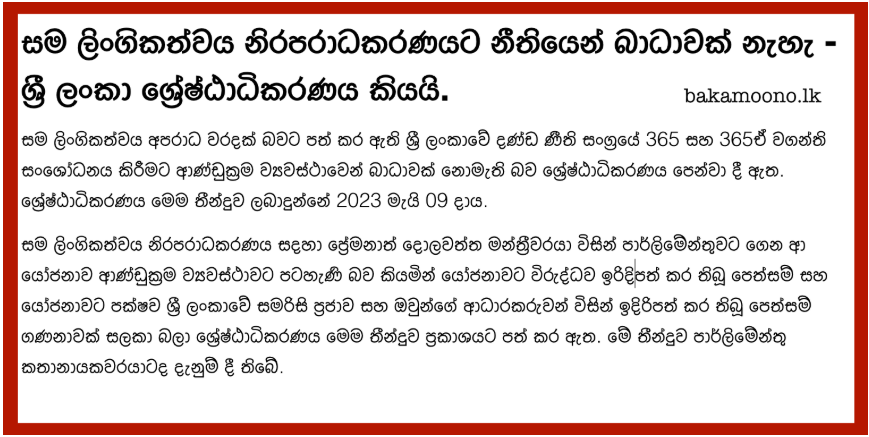 සම ලිංගිකත්වය නිරපරාධකරණයට නීතියෙන් බාධාවක් නැහැ -
ශ්‍රී ලංකා ශ්‍රේෂ්ඨාධිකරණය කියයි.
bakamoono.lk
සම ලිංගිකත්වය අපරාධ වරදක් බවට පත් කර ඇති ශ්‍රී ලංකාවේ දණ්ඩ ණීති සංග්‍රයේ 365 සහ 365ඒ වගන්ති
සංශෝධනය කිරීමට ආණ්ඩුක්‍රම ව්‍යවස්ථාවෙන් බාධාවක් නොමැති බව ශ්‍රේෂ්ඨාධිකරණය පෙන්වා දී ඇත.
ශ්‍රේෂ්ඨාධිකරණය මෙම තීන්දුව ලබාදුන්නේ 2023 මැයි 09 දාය.
සම ලිංගිකත්වය නිරපරාධකරණය සඳහා ප්‍රේමනාත් දොලවත්ත මන්ත්‍රීවරයා විසින් පාර්ලිමේන්තුවට ගෙන ආ
යෝජනාව ආණ්ඩුක්‍රම ව්‍යවස්ථාවට පටහැණි බව කියමින් යෝජනාවට විරුද්ධව ඉරිදිපත් කර තිබූ පෙත්සම් සහ
යෝජනාවට පක්ෂව ශ්‍රී ලංකාවේ සමරිසි ප්‍රජාව සහ ඔවුන්ගේ ආධාරකරුවන් විසින් ඉදිරිපත් කර තිබූ පෙත්සම්
ගණනාවක් සලකා බලා ශ්‍රේෂ්ඨාධිකරණය මෙම තීන්දුව ප්‍රකාශයට පත් කර ඇත. මේ තීන්දුව පාර්ලිමේන්තු
කතානායකවරයාටද දැනුම් දී තිබේ.